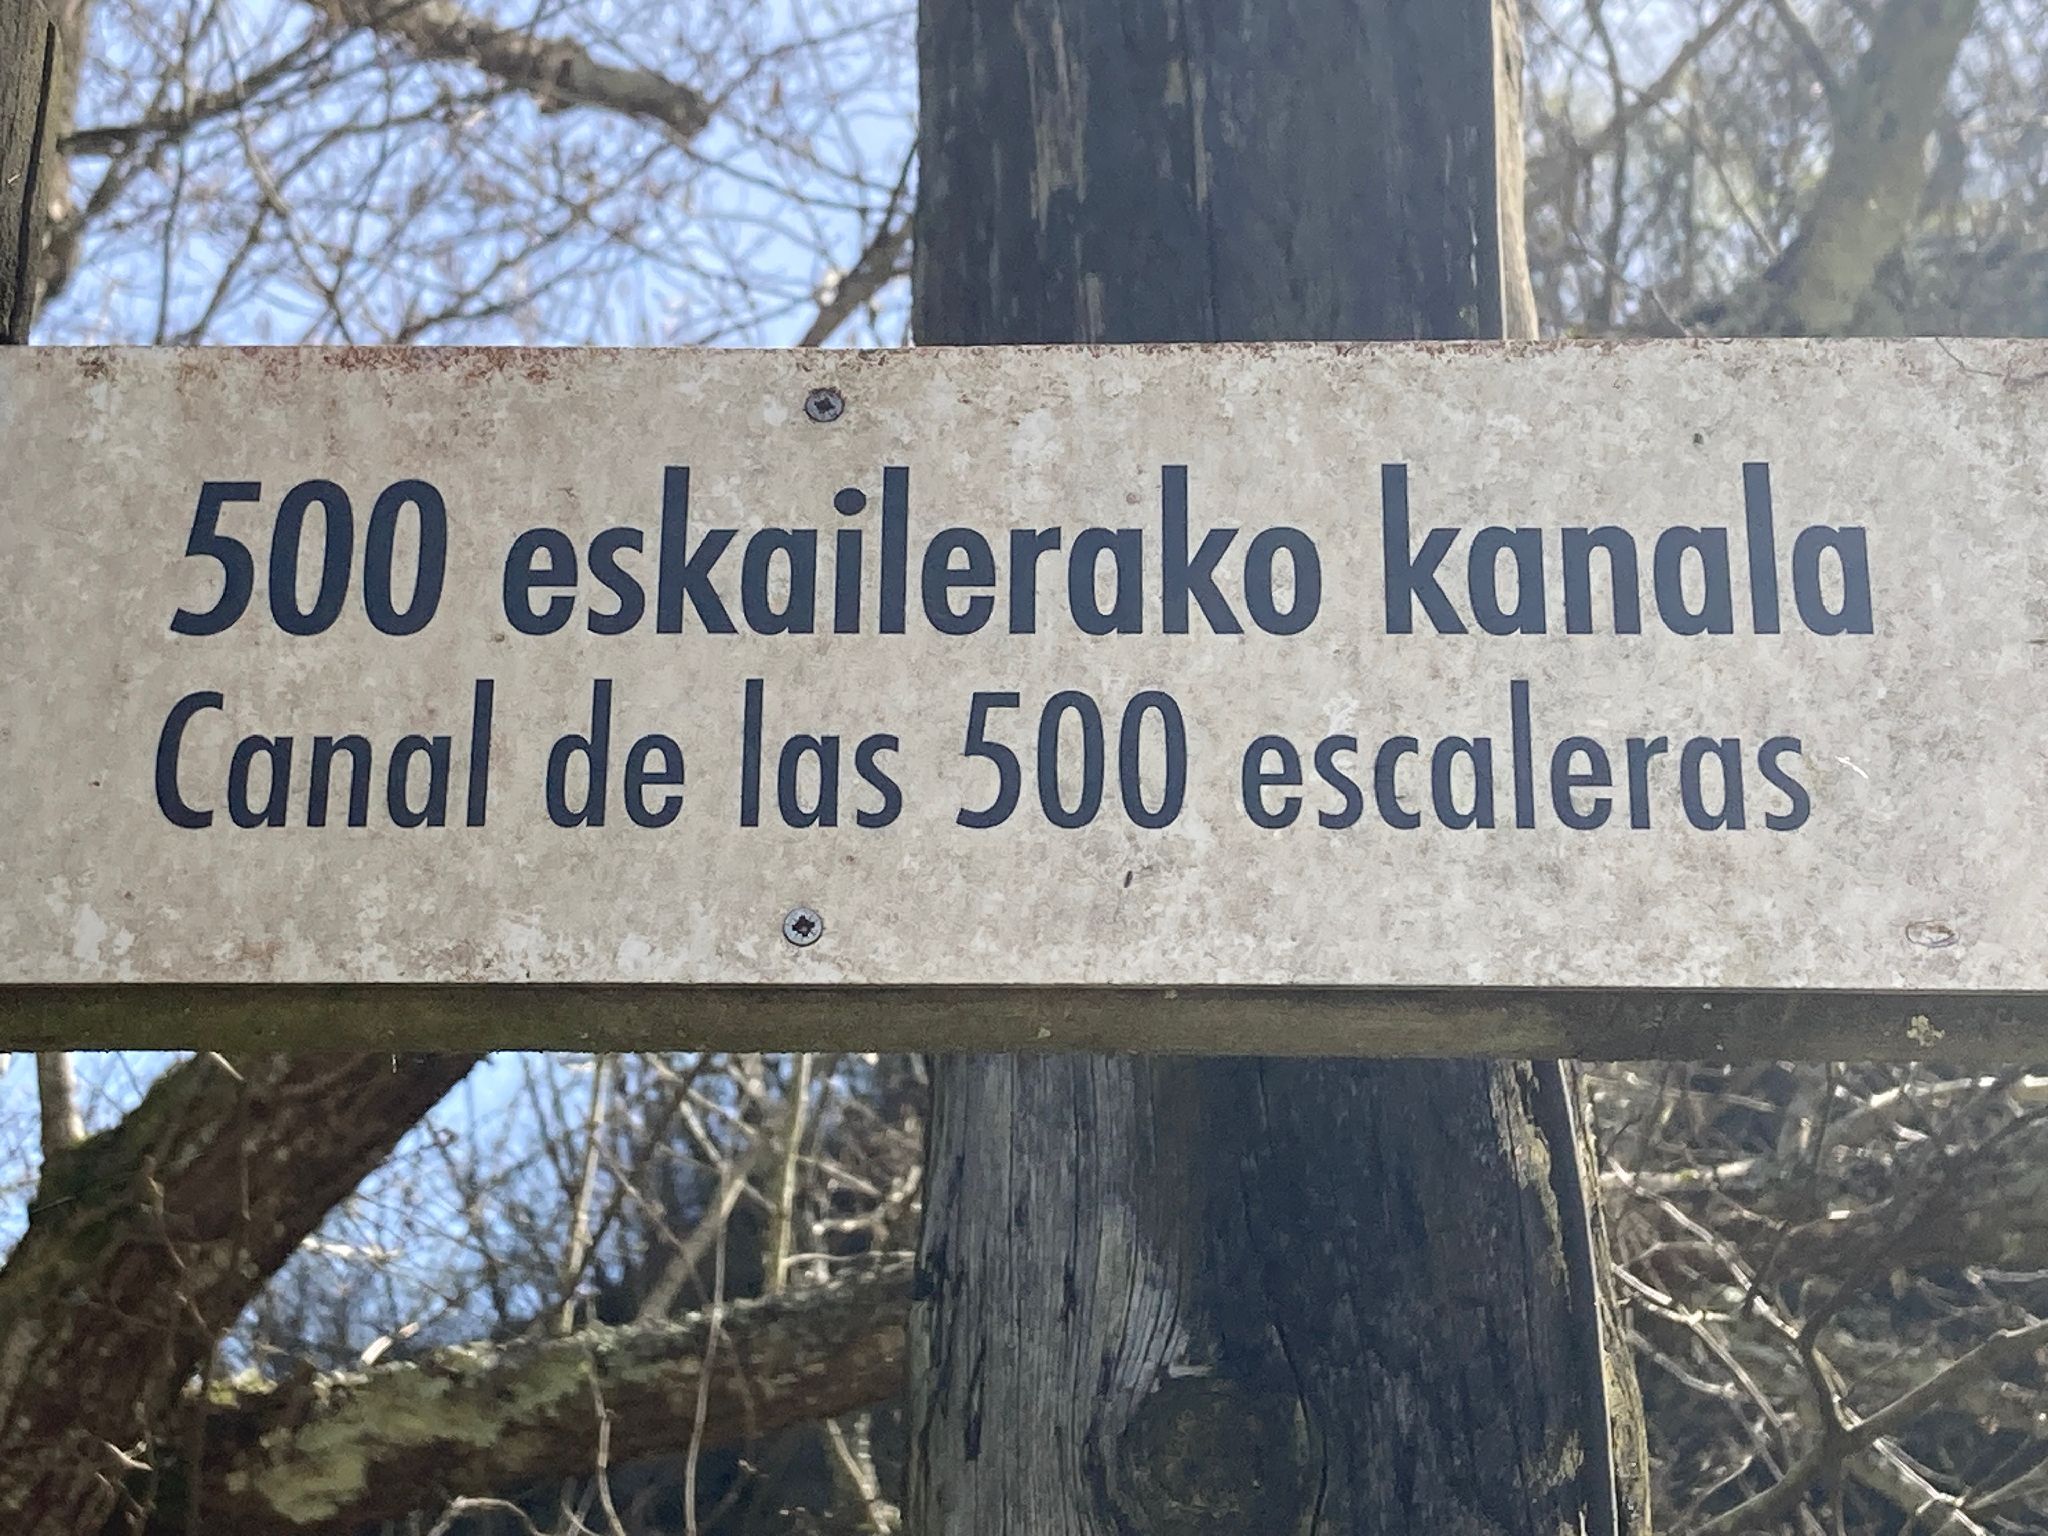 500 eskailerako kanala
Canal de las 500 escaleras